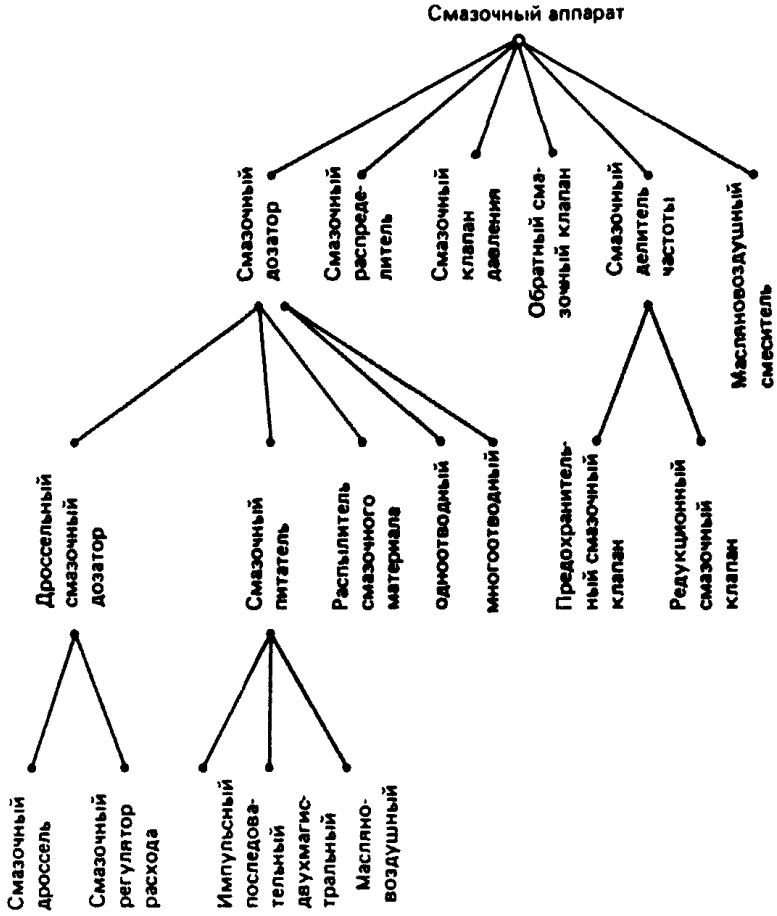 Смазочный аппарат
Смазочный
дозатор
Смазочный
распреде-
литель
Смазочный
клапан
давления
Обратный сма-
зочный клапан
Смазочный
делитель
частоты
Масляновоздушный
смеситель
Дроссельный
смазочный
дозатор
Смазочный
питатель
Распылитель
смазочного
материала
одноотводный
многоотводный
Предохранитель-
ный смазочный
клапан
Редукционный
смазочный
клапан
Смазочный
дроссель
Смазочный
регулятор
расхода
Импульсный
последова-
тельный
двухмагис-
тральный
Масляно-
воздушный